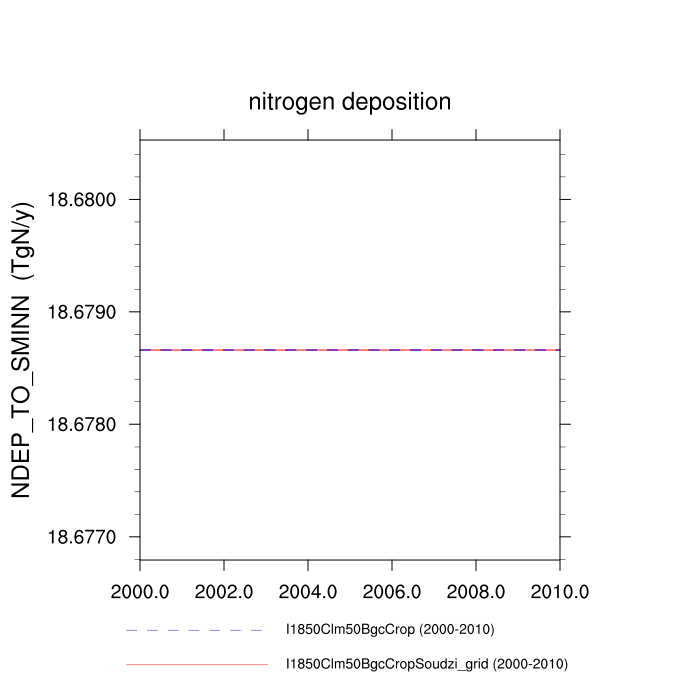 nitrogen deposition
NDEP_TO_SMINN (TgN/y)
18.6800
18.6790
18.6780
18.6770
2000.0 2002.0 2004.0 2006.0 2008.0 2010.0
I1850Clm50BgcCrop (2000-2010)
I1850Clm50BgcCropSoudzi_grid (2000-2010)